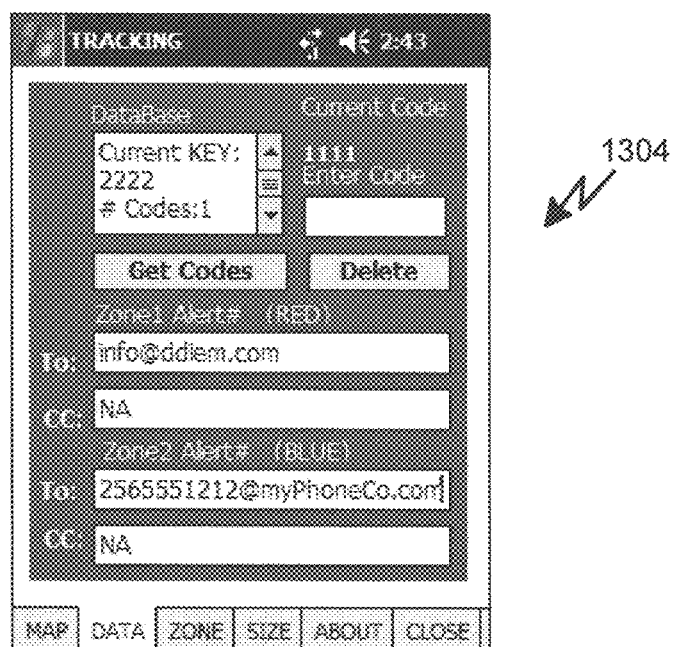 TRACKING 2:43
DataBase Current Code
Current KEY:
2222
# Codes:1
1111
Enter Code
Get Codes Delete
Zone1 Alert# (RED)
To: info@ddiem.com
CC: NA
Zone2 Alert# (BLUE)
To: 2565551212@myPhoneCo.com
CC: NA
MAP DATA ZONE SIZE ABOUT CLOSE
1304